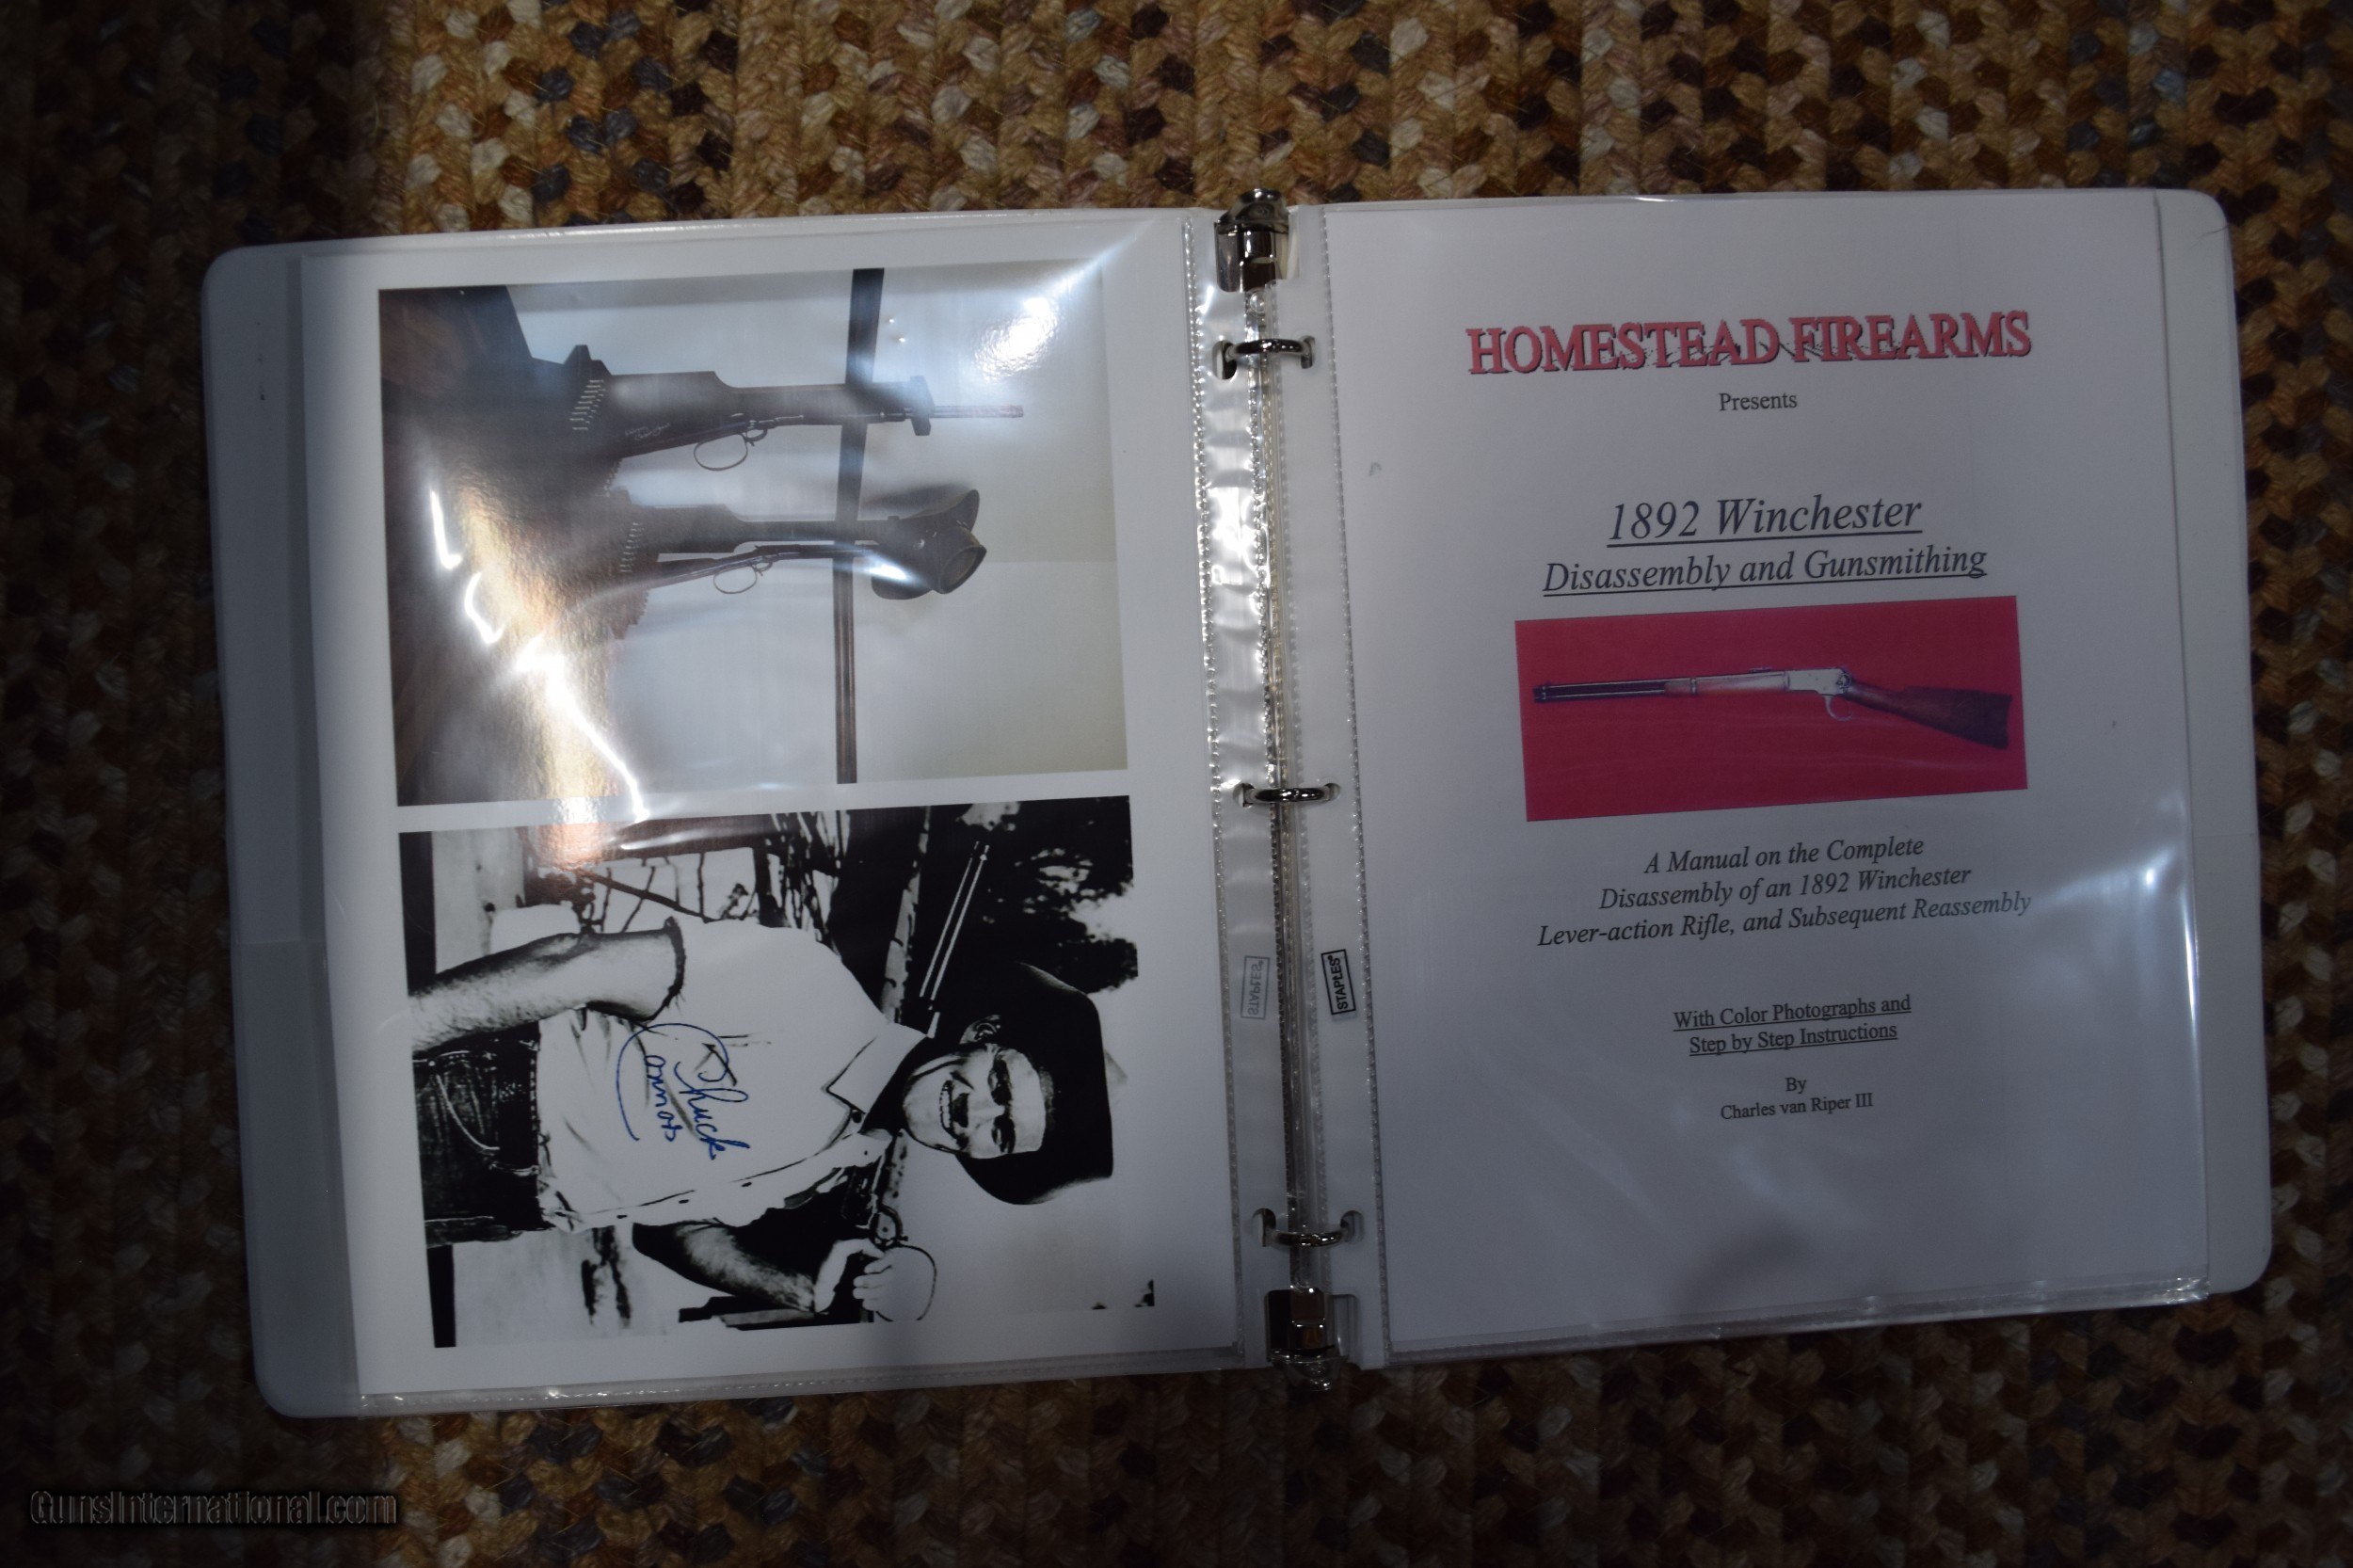 Chuck
Connors
STAPLES
STAPLES
HOMESTEAD FIREARMS
Presents
1892 Winchester
Disassembly and Gunsmithing
A Manual on the Complete
Disassembly of an 1892 Winchester
Lever-action Rifle, and Subsequent Reassembly
With Color Photographs and
Step by Step Instructions
By
Charles van Riper III
GunsInternational.com